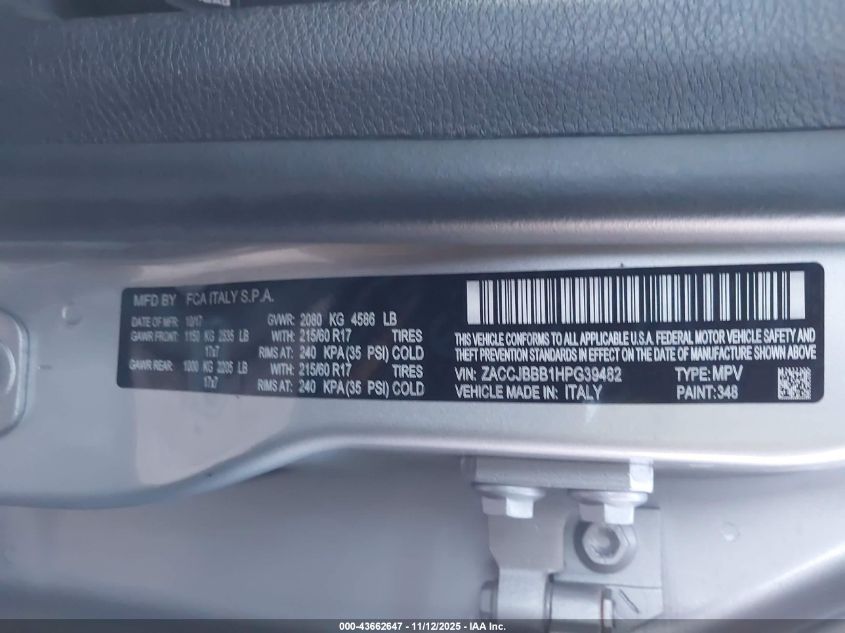 MFD BY FCA ITALY S.P.A.
DATE OF MFR: 10/17 GVWR: 2080 KG 4586 LB
GAWR FRONT: 1150 KG 2535 LB WITH: 215/60 R17 TIRES
17x7 RIMS AT: 240 KPA(35 PSI) COLD
GAWR REAR: 1000 KG 2205 LB WITH: 215/60 R17 TIRES
17x7 RIMS AT: 240 KPA(35 PSI) COLD
THIS VEHICLE CONFORMS TO ALL APPLICABLE U.S.A. FEDERAL MOTOR VEHICLE SAFETY AND
THEFT PREVENTION STANDARDS IN EFFECT ON THE DATE OF MANUFACTURE SHOWN ABOVE
VIN: ZACCJBBB1HPG39482 TYPE: MPV
VEHICLE MADE IN: ITALY PAINT: 348
000-43662647 - 11/12/2025 - IAA Inc.